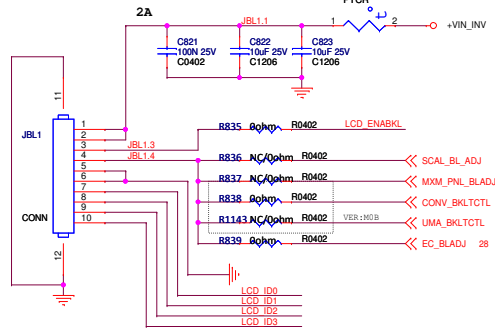 2A
JBL1.1
1
2
+VIN_INV
C821
100N 25V
C0402
C822
10uF 25V
C1206
C823
10uF 25V
C1206
11
JBL1
1
2
3
4
5
6
7
8
9
10
CONN
12
JBL1.3
JBL1.4
R835 0ohm R0402 LCD_ENABKL
R836 NC/0ohm R0402 SCAL_BL_ADJ
R837 NC/0ohm R0402 MXM_PNL_BLADJ
R838 0ohm R0402 CONV_BKLTCTL
R1143 NC/0ohm R0402 VER:M0B UMA_BKLTCTL
R839 0ohm R0402 EC_BLADJ 28
LCD_ID0
LCD_ID1
LCD_ID2
LCD_ID3